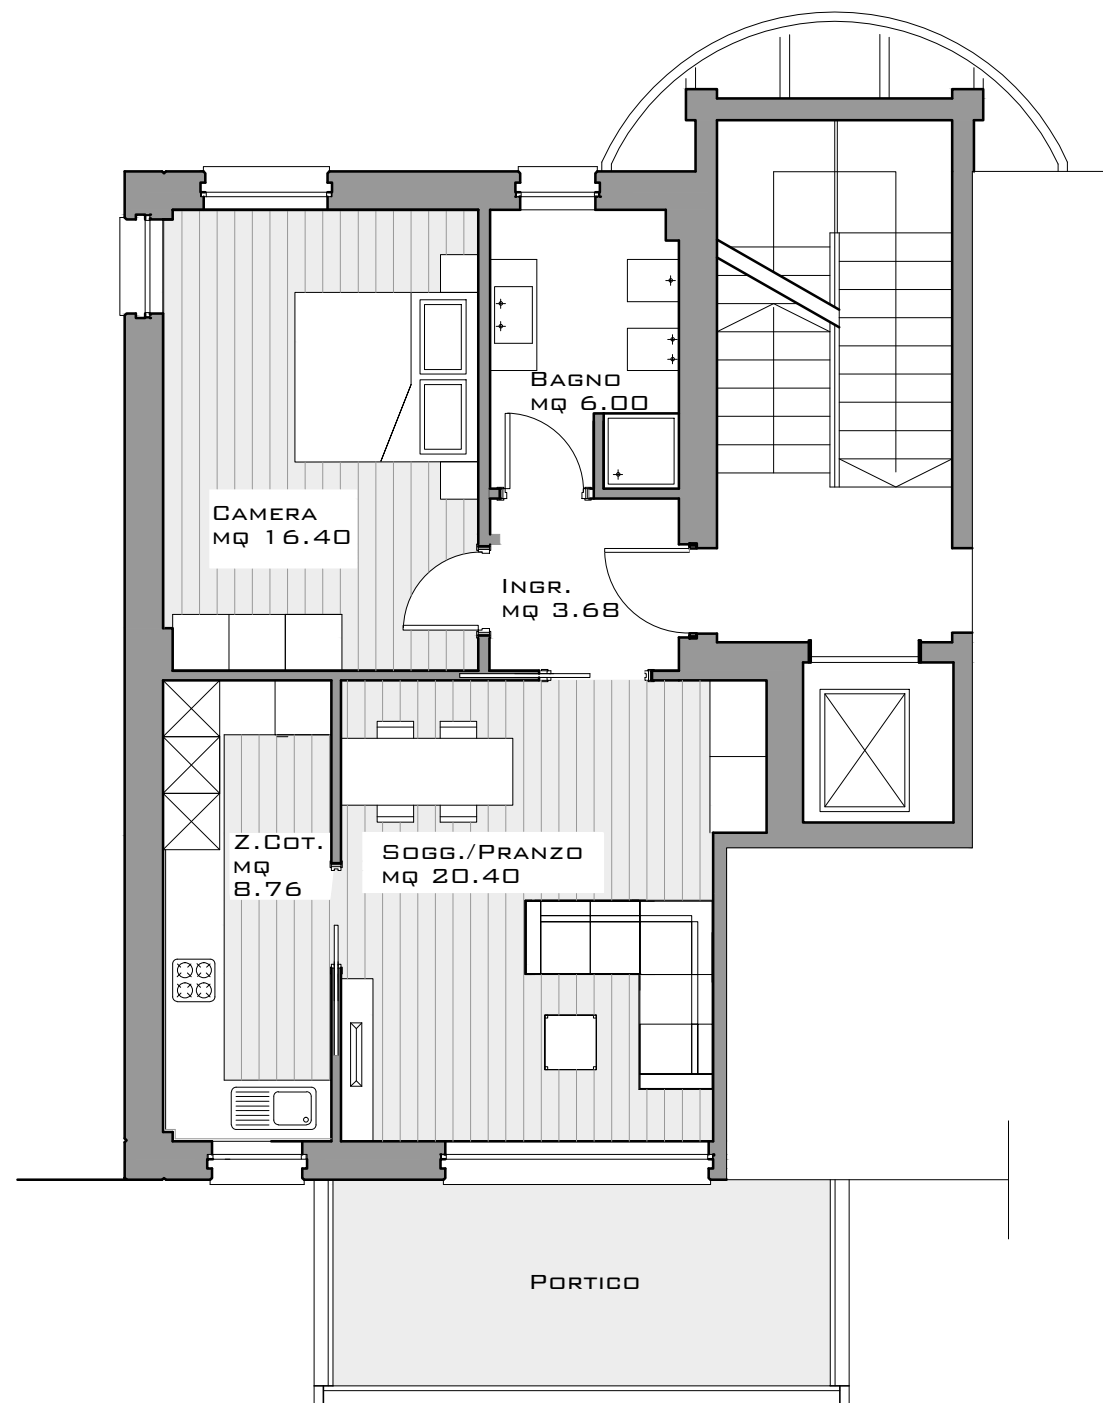 Bagno
mq 6.00
Camera
mq 16.40
Ingr.
mq 3.68
Z.Cot.
mq
8.76
Sogg./Pranzo
mq 20.40
Portico